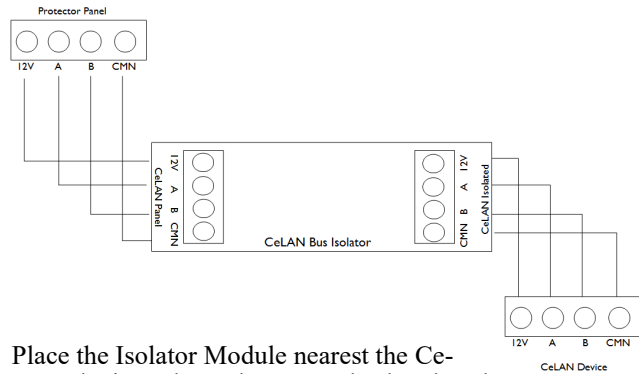 Protector Panel
12V A B CMN
12V A B CMN
CeLAN Panel
12V A B CMN
CeLAN Isolated
CeLAN Bus Isolator
12V A B CMN
CeLAN Device
Place the Isolator Module nearest the Ce-